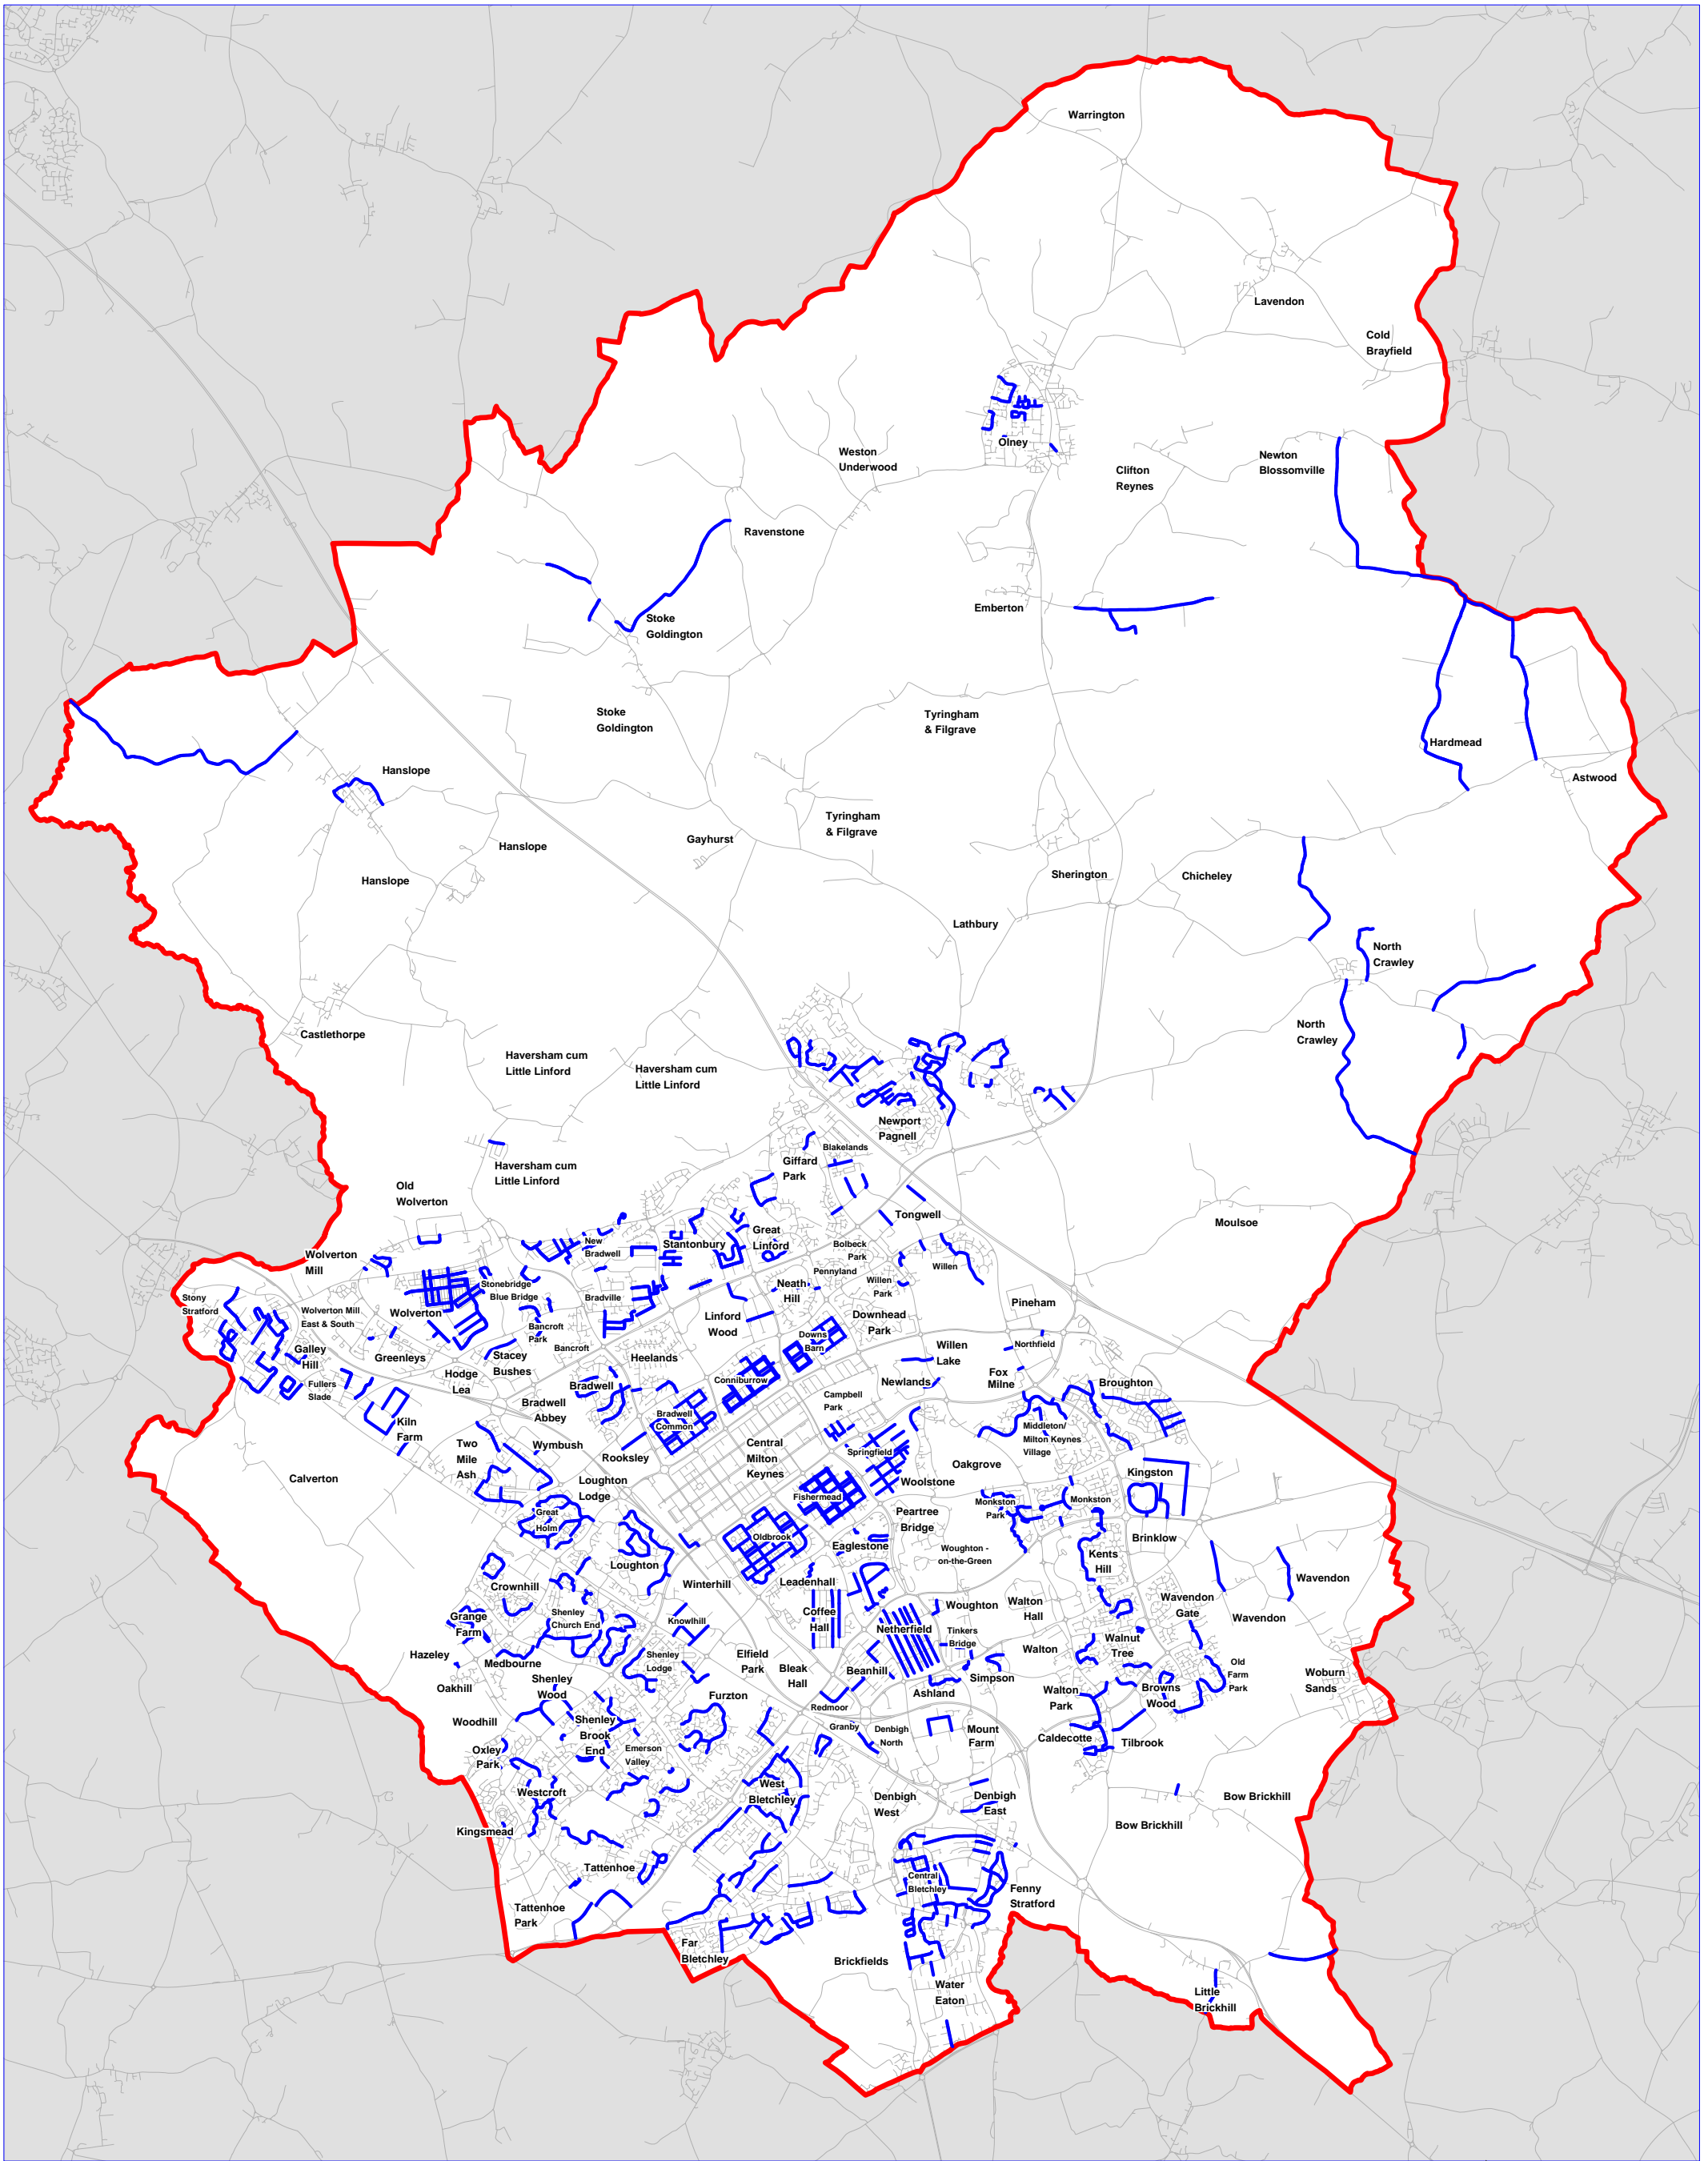 Warrington
Lavendon
Cold
Brayfield
Olney
Weston
Underwood
Clifton
Reynes
Newton
Blossomville
Ravenstone
Emberton
Stoke
Goldington
Stoke
Goldington
Tyringham
& Filgrave
Hardmead
Astwood
Hanslope
Tyringham
& Filgrave
Gayhurst
Hanslope
Hanslope
Sherington
Chicheley
Lathbury
North
Crawley
North
Crawley
Castlethorpe
Haversham cum
Little Linford
Haversham cum
Little Linford
Newport
Pagnell
Blakelands
Giffard
Park
Haversham cum
Little Linford
Old
Wolverton
Tongwell
Moulsoe
Great
Linford
Stantonbury
New
Bradwell
Bolbeck
Park
Wolverton
Mill
Pennyland
Willen
Willen
Park
Neath
Hill
Stonebridge
Blue Bridge
Stony
Stratford
Bradville
Wolverton Mill
East & South
Wolverton
Pineham
Linford
Wood
Downhead
Park
Bancroft
Park
Downs
Barn
Northfield
Willen
Lake
Galley
Hill
Bancroft
Stacey
Bushes
Greenleys
Heelands
Fox
Milne
Hodge
Lea
Conniburrow
Newlands
Broughton
Fullers
Slade
Bradwell
Campbell
Park
Bradwell
Abbey
Bradwell
Common
Kiln
Farm
Middleton/
Milton Keynes
Village
Two
Mile
Ash
Wymbush
Central
Milton
Keynes
Springfield
Rooksley
Oakgrove
Kingston
Calverton
Loughton
Lodge
Woolstone
Fishermead
Monkston
Park
Monkston
Great
Holm
Peartree
Bridge
Oldbrook
Brinklow
Eaglestone
Woughton -
on-the-Green
Kents
Hill
Loughton
Wavendon
Leadenhall
Winterhill
Crownhill
Wavendon
Gate
Walton
Hall
Woughton
Coffee
Hall
Grange
Farm
Shenley
Church End
Wavendon
Knowlhill
Netherfield
Tinkers
Bridge
Walnut
Tree
Walton
Hazeley
Medbourne
Shenley
Lodge
Elfield
Park
Bleak
Hall
Beanhill
Simpson
Old
Farm
Park
Woburn
Sands
Oakhill
Shenley
Wood
Ashland
Browns
Wood
Walton
Park
Furzton
Redmoor
Woodhill
Shenley
Brook
End
Granby
Denbigh
North
Mount
Farm
Caldecotte
Tilbrook
Oxley
Park
Emerson
Valley
Westcroft
West
Bletchley
Denbigh
West
Denbigh
East
Bow Brickhill
Bow Brickhill
Kingsmead
Tattenhoe
Central
Bletchley
Fenny
Stratford
Tattenhoe
Park
Far
Bletchley
Brickfields
Water
Eaton
Little
Brickhill